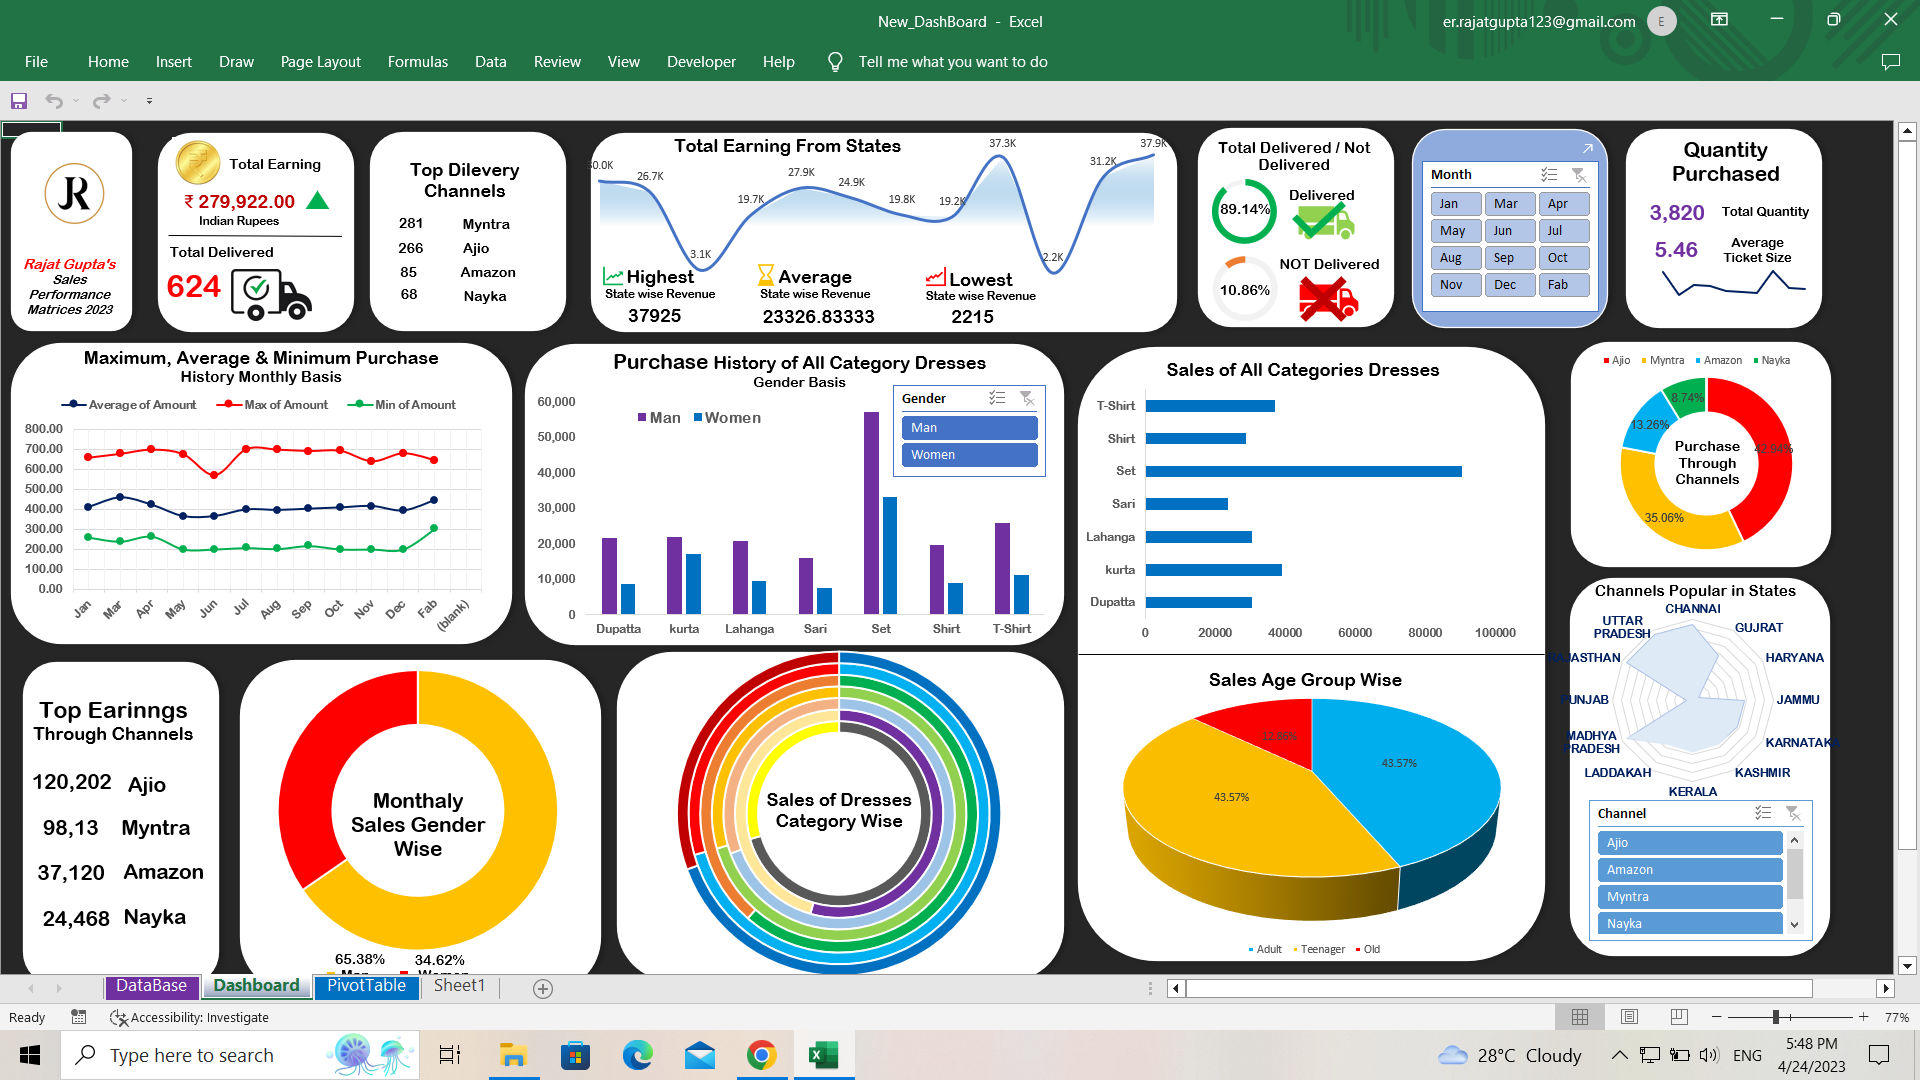 New_DashBoard - Excel
er.rajatgupta123@gmail.com
E
File
Home
Insert
Draw
Page Layout
Formulas
Data
Review
View
Developer
Help
Tell me what you want to do
JR
Rajat Gupta's
Sales
Performance
Matrices 2023
Total Earning
₹ 279,922.00
Indian Rupees
Total Delivered
624
Top Dilevery
Channels
281 Myntra
266 Ajio
85 Amazon
68 Nayka
Total Earning From States
30.0K
26.7K
3.1K
19.7K
27.9K
24.9K
19.8K
19.2K
37.3K
2.2K
31.2K
37.9K
Highest
State wise Revenue
37925
Average
State wise Revenue
23326.83333
Lowest
State wise Revenue
2215
Total Delivered / Not
Delivered
89.14%
Delivered
10.86%
NOT Delivered
Month
Jan Mar Apr
May Jun Jul
Aug Sep Oct
Nov Dec Fab
Quantity
Purchased
3,820 Total Quantity
5.46 Average
Ticket Size
Maximum, Average & Minimum Purchase
History Monthly Basis
Average of Amount Max of Amount Min of Amount
800.00
700.00
600.00
500.00
400.00
300.00
200.00
100.00
0.00
Jan Mar Apr May Jun Jul Aug Sep Oct Nov Dec Fab (blank)
Purchase History of All Category Dresses
Gender Basis
Man Women
Gender
Man
Women
60,000
50,000
40,000
30,000
20,000
10,000
0
Dupatta kurta Lahanga Sari Set Shirt T-Shirt
Sales of All Categories Dresses
T-Shirt
Shirt
Set
Sari
Lahanga
kurta
Dupatta
0 20000 40000 60000 80000 100000
Ajio Myntra Amazon Nayka
8.74%
13.26%
42.94%
35.06%
Purchase
Through
Channels
Channels Popular in States
CHANNAI
GUJRAT
HARYANA
JAMMU
KARNATAKA
KASHMIR
KERALA
LADDAKAH
MADHYA
PRADESH
PUNJAB
RAJASTHAN
UTTAR
PRADESH
Channel
Ajio
Amazon
Myntra
Nayka
Top Earinngs
Through Channels
120,202 Ajio
98,13 Myntra
37,120 Amazon
24,468 Nayka
Monthaly
Sales Gender
Wise
65.38% 34.62%
Man Women
Sales of Dresses
Category Wise
Sales Age Group Wise
43.57%
43.57%
Adult Teenager Old
DataBase
Dashboard
PivotTable
Sheet1
Ready
Accessibility: Investigate
77%
Type here to search
28°C Cloudy
ENG
5:48 PM
4/24/2023